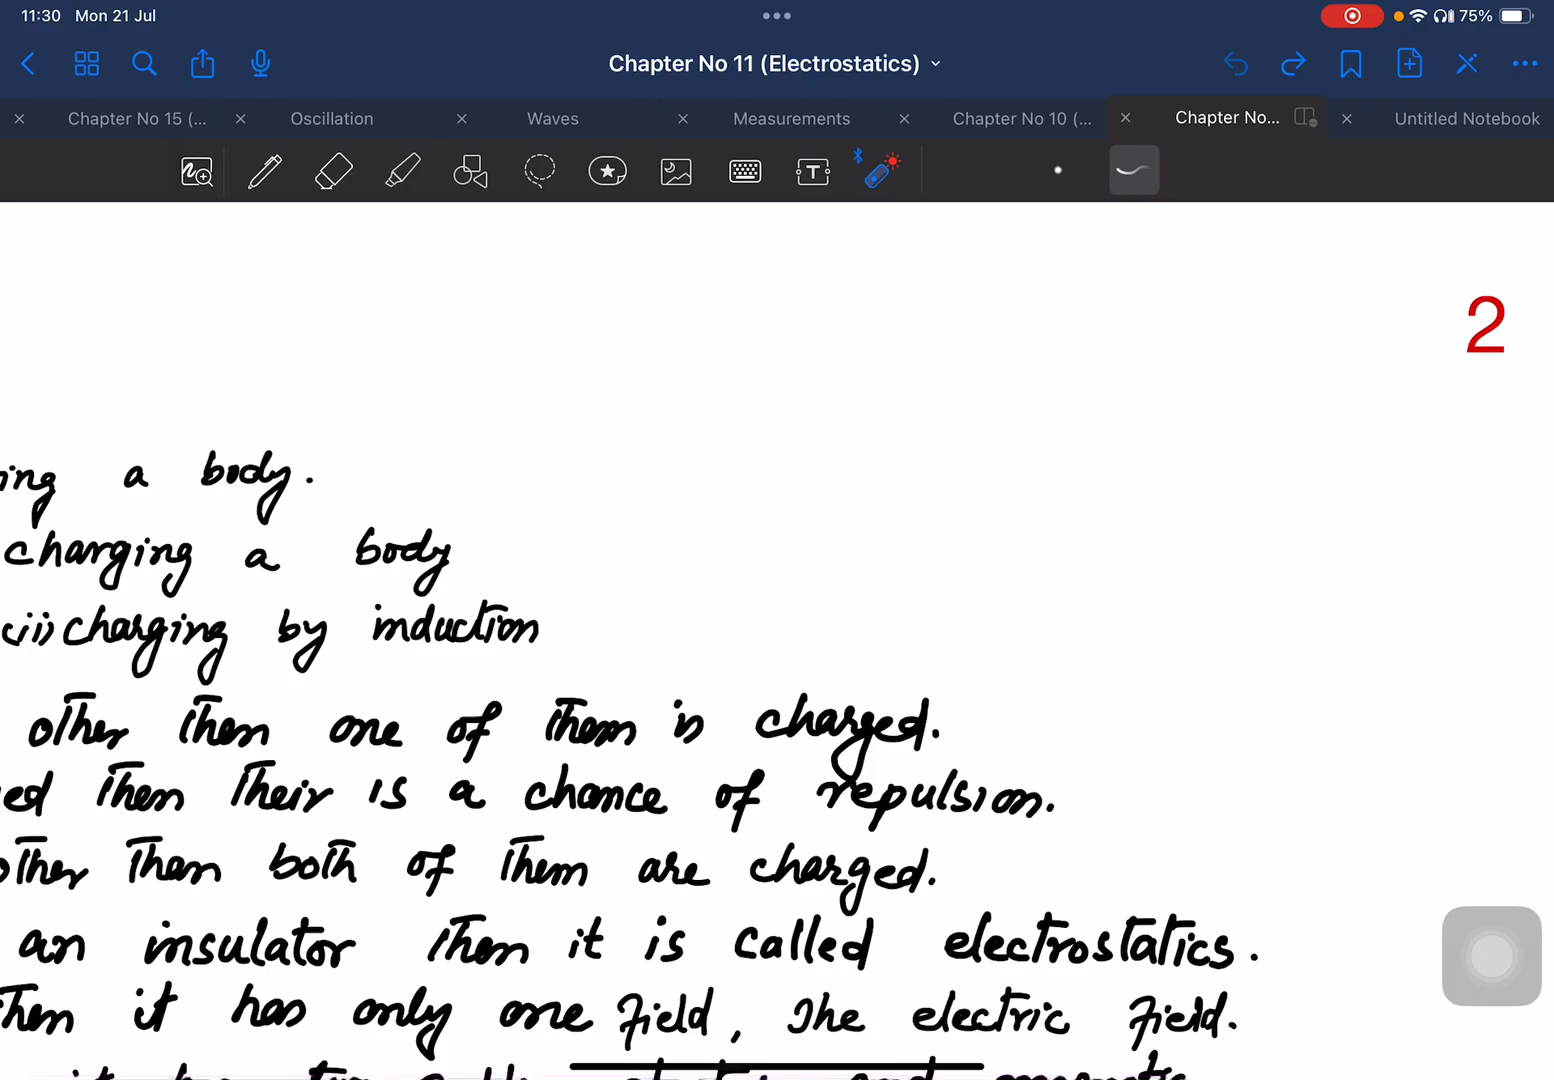 11:30 Mon 21 Jul
75%
Chapter No 11 (Electrostatics)
Chapter No 15 (...
Oscillation
Waves
Measurements
Chapter No 10 (...
Chapter No...
Untitled Notebook
T
2
ing a body.
charging a body
(ii) charging by induction
other then one of them is charged.
ed then their is a chance of repulsion.
other then both of them are charged.
an insulator then it is called electrostatics.
then it has only one field, the electric field.